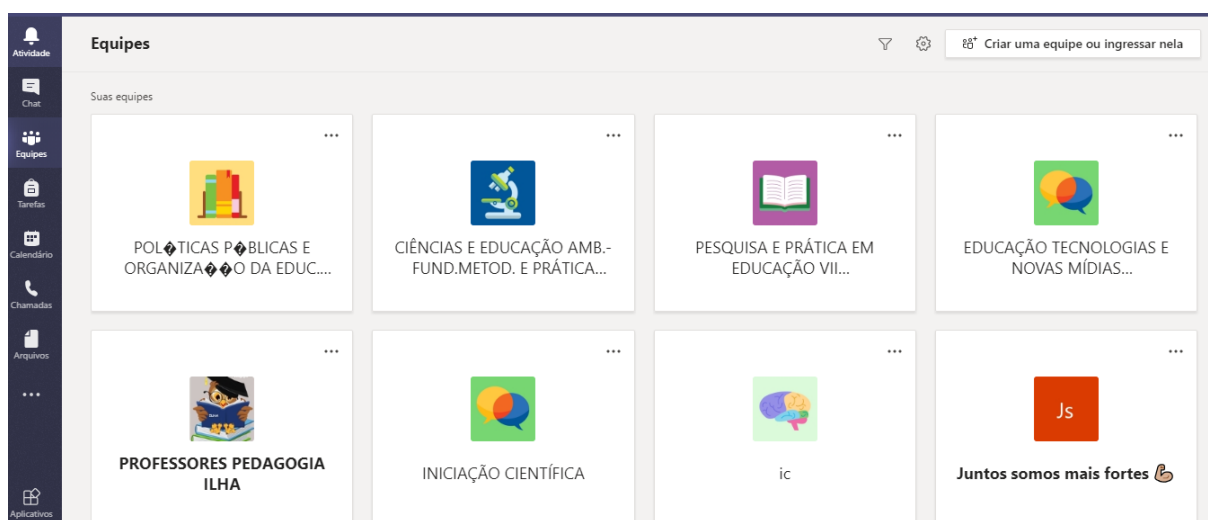 Atividade
Chat
Equipes
Tarefas
Calendário
Chamadas
Arquivos
Aplicativos
Equipes
Criar uma equipe ou ingressar nela
Suas equipes
POL�TICAS P�BLICAS E
ORGANIZA��O DA EDUC....
CIÊNCIAS E EDUCAÇÃO AMB.-
FUND.METOD. E PRÁTICA...
PESQUISA E PRÁTICA EM
EDUCAÇÃO VII...
EDUCAÇÃO TECNOLOGIAS E
NOVAS MÍDIAS...
PROFESSORES PEDAGOGIA
ILHA
INICIAÇÃO CIENTÍFICA
ic
Js
Juntos somos mais fortes 💪🏼